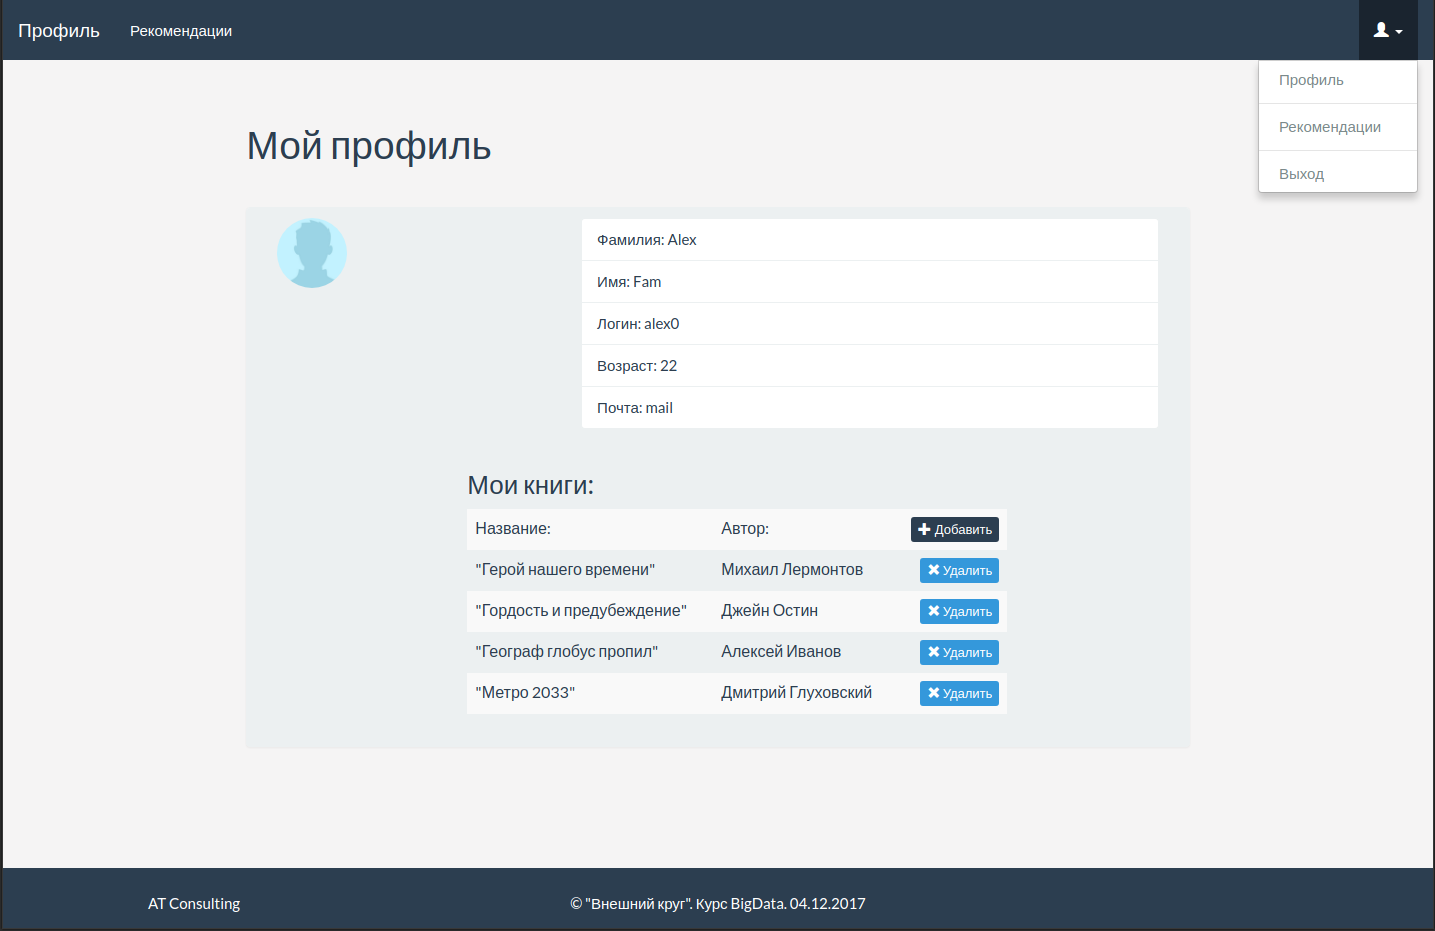 Профиль Рекомендации
Профиль
Рекомендации
Выход
Мой профиль
Фамилия: Alex
Имя: Fam
Логин: alex0
Возраст: 22
Почта: mail
Мои книги:
Название: Автор: Добавить
"Герой нашего времени" Михаил Лермонтов Удалить
"Гордость и предубеждение" Джейн Остин Удалить
"Географ глобус пропил" Алексей Иванов Удалить
"Метро 2033" Дмитрий Глуховский Удалить
AT Consulting © "Внешний круг". Курс BigData. 04.12.2017